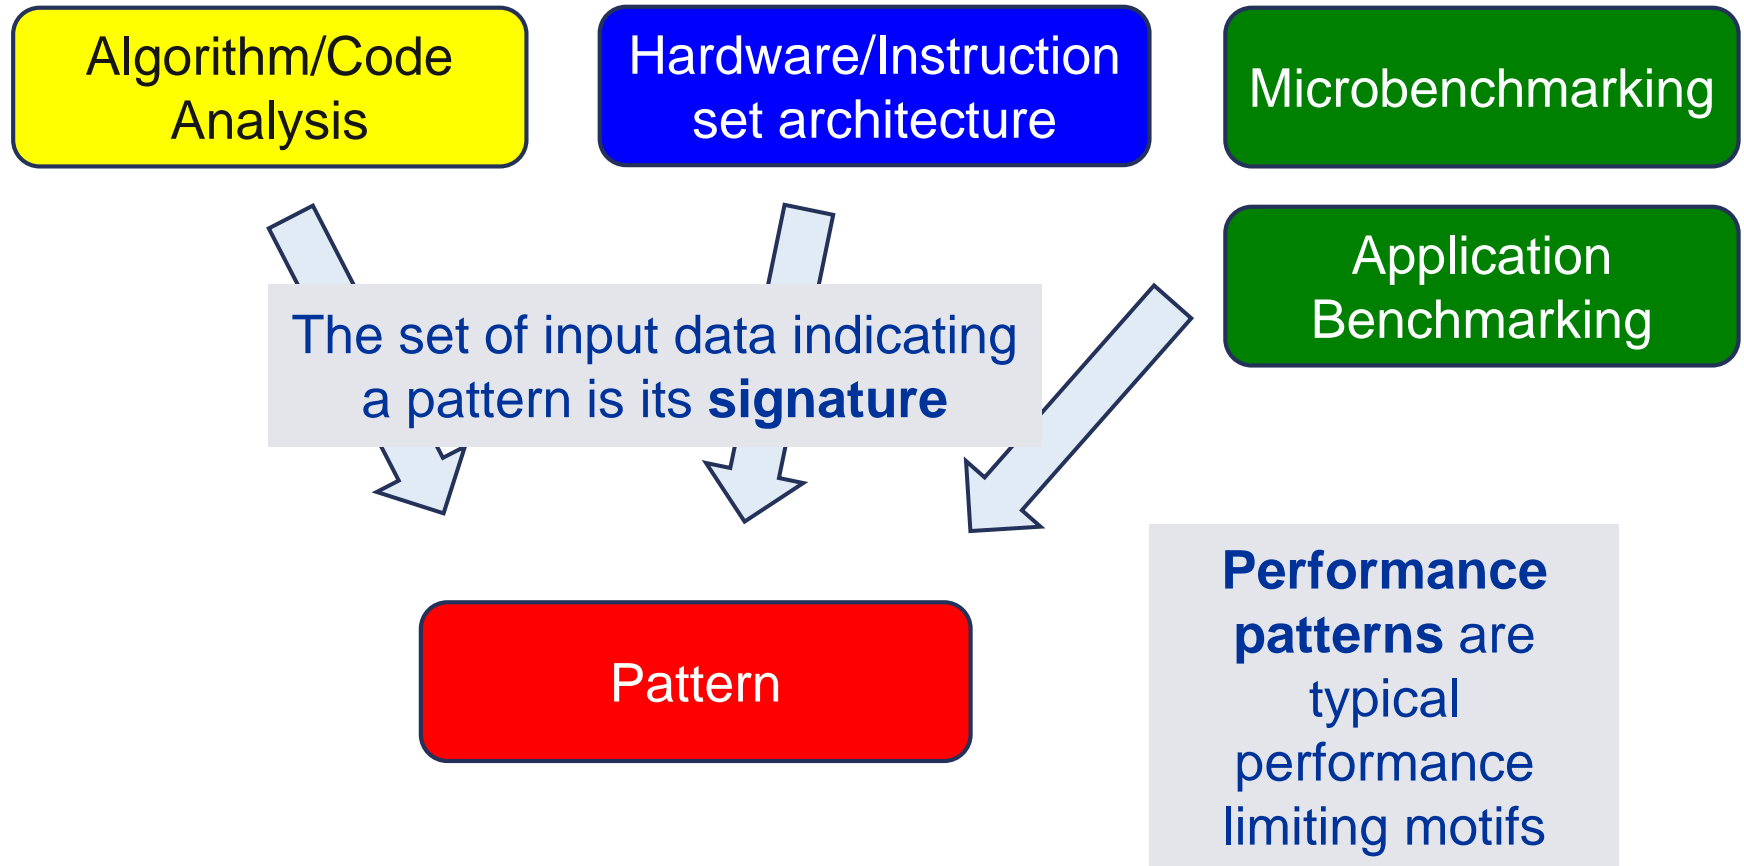 Algorithm/Code
Analysis
Hardware/Instruction
set architecture
Microbenchmarking
Application
Benchmarking
The set of input data indicating
a pattern is its signature
Pattern
Performance
patterns are
typical
performance
limiting motifs